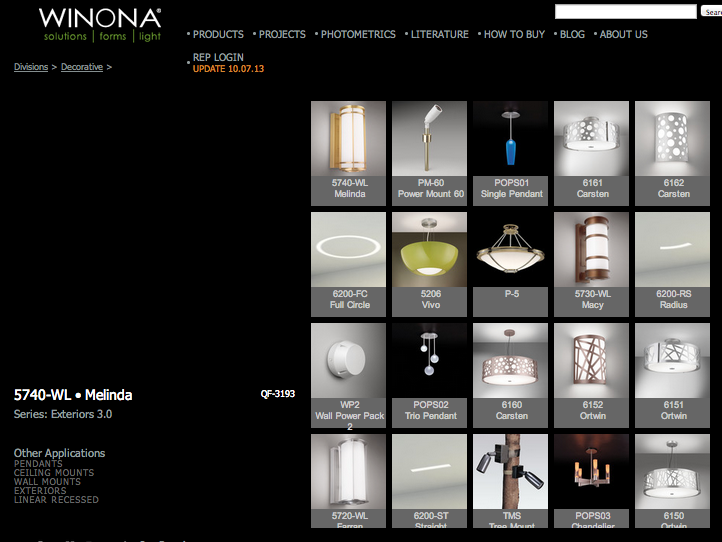 WINONA®
solutions | forms | light
Search
• PRODUCTS • PROJECTS • PHOTOMETRICS • LITERATURE • HOW TO BUY • BLOG • ABOUT US
• REP LOGIN
UPDATE 10.07.13
Divisions > Decorative >
5740-WL
Melinda
PM-60
Power Mount 60
POPS01
Single Pendant
6161
Carsten
6162
Carsten
6200-FC
Full Circle
5206
Vivo
P-5
5730-WL
Macy
6200-RS
Radius
WP2
Wall Power Pack
2
POPS02
Trio Pendant
6160
Carsten
6152
Ortwin
6151
Ortwin
5720-WL
Farran
6200-ST
Straight
TMS
Tree Mount
POPS03
Chandelier
6150
Ortwin
5740-WL • Melinda
QF-3193
Series: Exteriors 3.0
Other Applications
PENDANTS
CEILING MOUNTS
WALL MOUNTS
EXTERIORS
LINEAR RECESSED